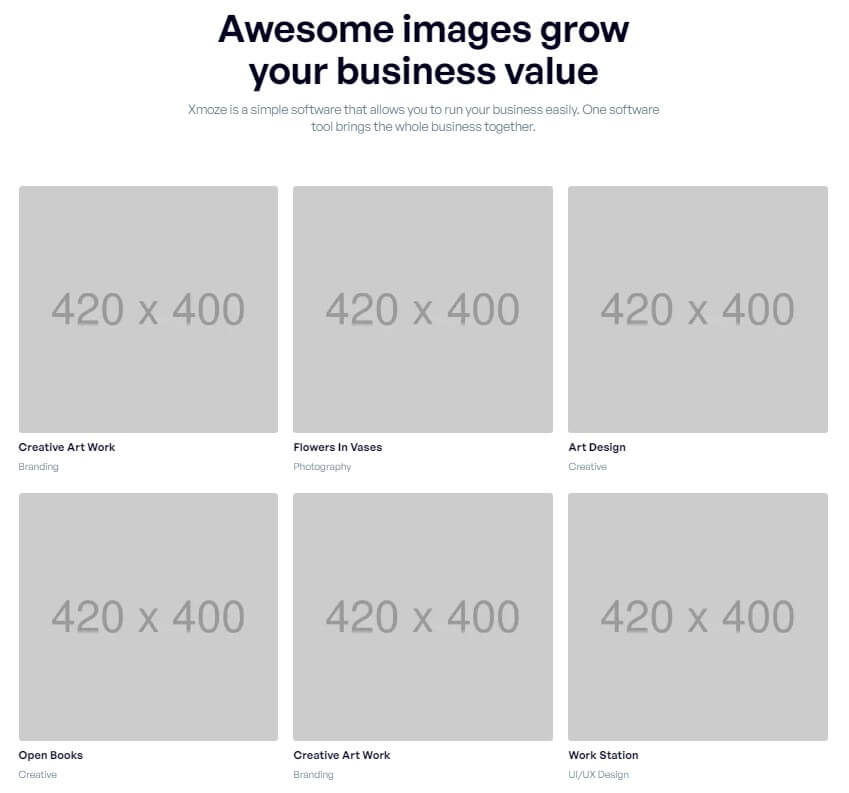 Awesome images grow
your business value
Xmoze is a simple software that allows you to run your business easily. One software
tool brings the whole business together.
420 x 400
420 x 400
420 x 400
Creative Art Work
Branding
Flowers In Vases
Photography
Art Design
Creative
420 x 400
420 x 400
420 x 400
Open Books
Creative
Creative Art Work
Branding
Work Station
UI/UX Design